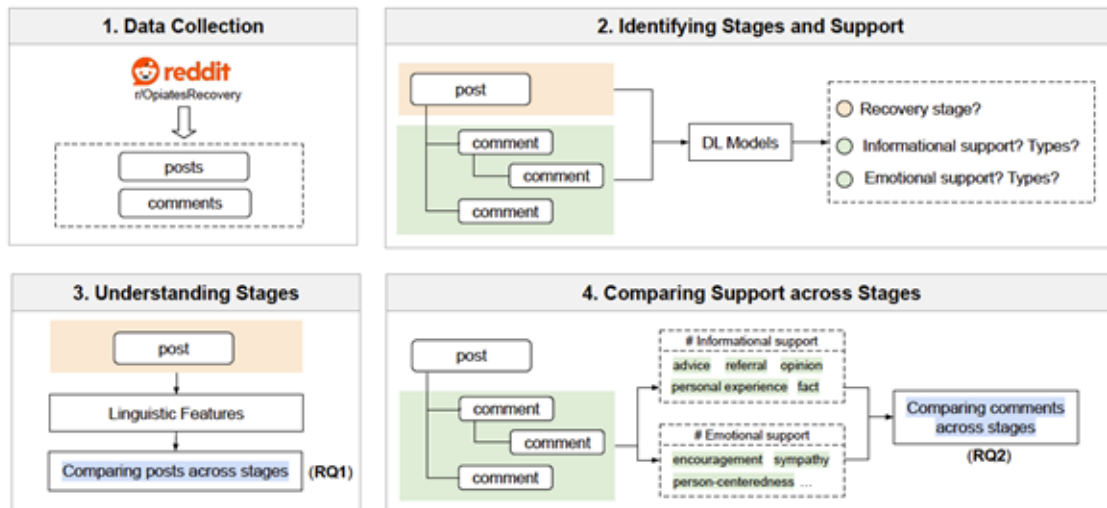 1. Data Collection
reddit
r/OpiatesRecovery
posts
comments
2. Identifying Stages and Support
post
comment
comment
comment
DL Models
Recovery stage?
Informational support? Types?
Emotional support? Types?
3. Understanding Stages
post
Linguistic Features
Comparing posts across stages (RQ1)
4. Comparing Support across Stages
post
comment
comment
comment
# Informational support
advice referral opinion
personal experience fact
# Emotional support
encouragement sympathy
person-centeredness ...
Comparing comments
across stages
(RQ2)